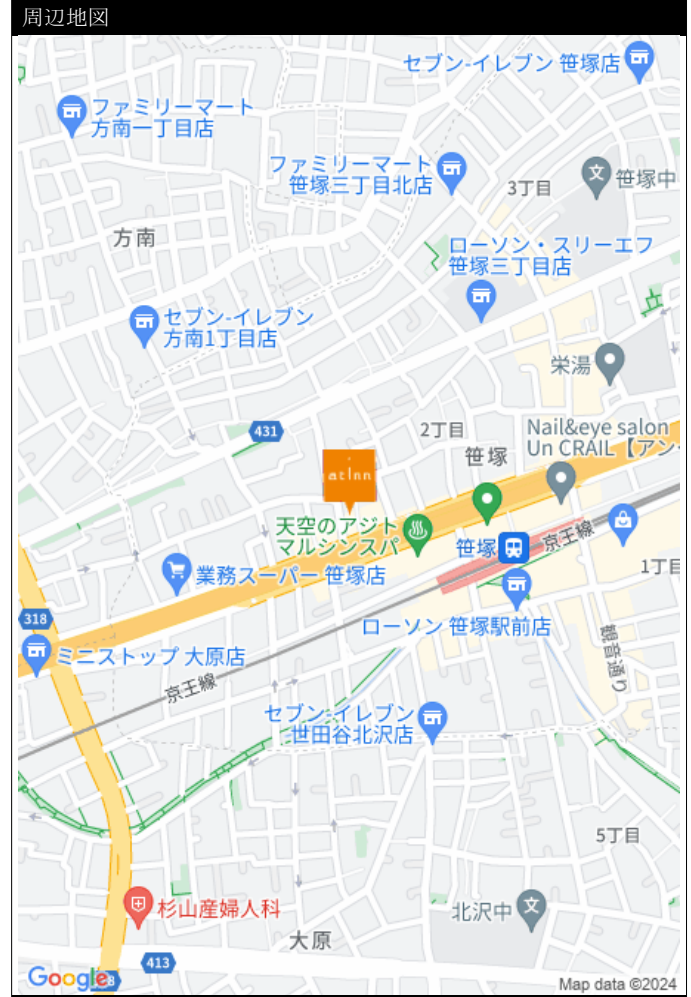 周辺地図
セブン-イレブン 笹塚店
ファミリーマート
方南一丁目店
ファミリーマート
笹塚三丁目北店
3丁目
笹塚中
方南
ローソン・スリーエフ
笹塚三丁目店
セブン-イレブン
方南1丁目店
栄湯
431
2丁目
Nail&eye salon
Un CRAIL【アン
笹塚
atInn
天空のアジト
マルシンスパ
笹塚
京王線
1丁目
業務スーパー 笹塚店
318
ローソン 笹塚駅前店
ミニストップ 大原店
観音通り
京王線
セブン-イレブン
世田谷北沢店
5丁目
杉山産婦人科
北沢中
大原
413
Google
Map data ©2024